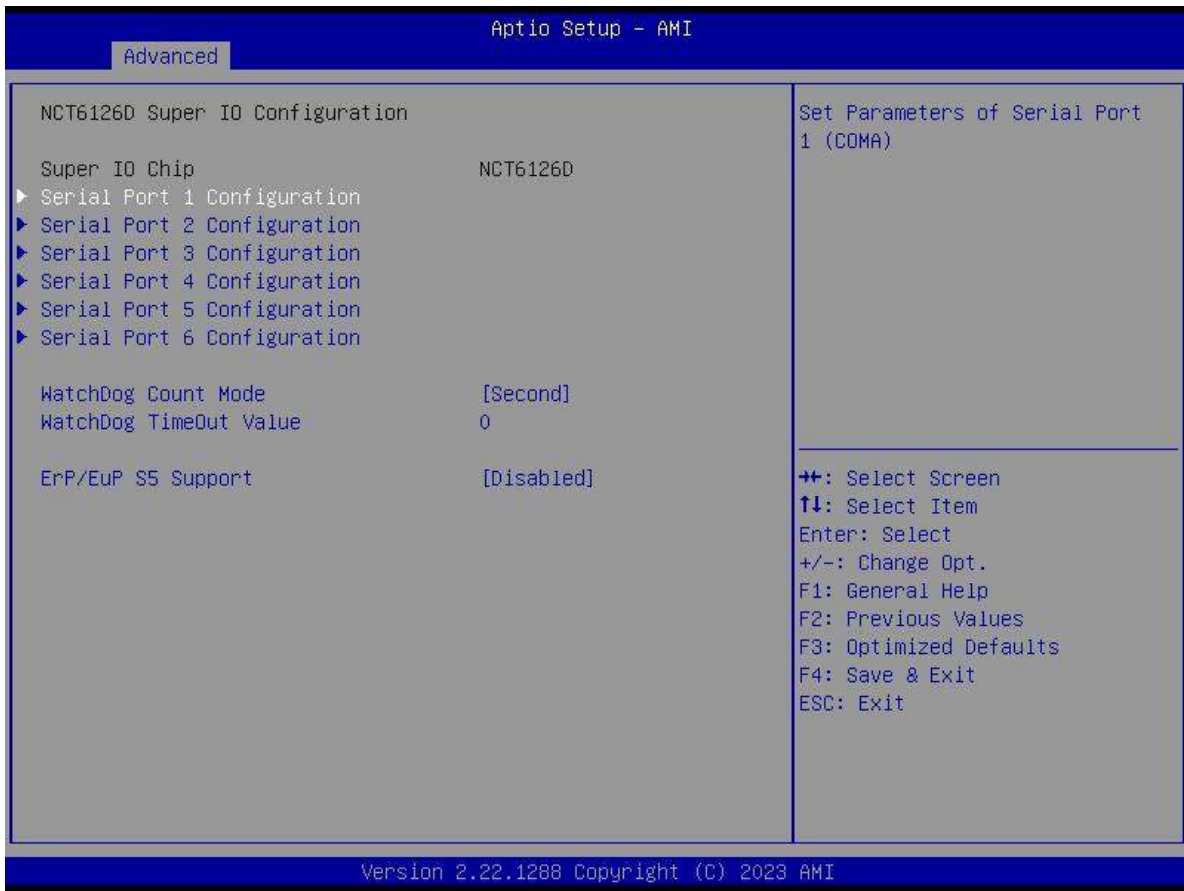 Aptio Setup - AMI
Advanced
NCT6126D Super IO Configuration
Super IO Chip NCT6126D
Serial Port 1 Configuration
Serial Port 2 Configuration
Serial Port 3 Configuration
Serial Port 4 Configuration
Serial Port 5 Configuration
Serial Port 6 Configuration
WatchDog Count Mode [Second]
WatchDog TimeOut Value 0
ErP/EuP S5 Support [Disabled]
Set Parameters of Serial Port
1 (COMA)
→←: Select Screen
↑↓: Select Item
Enter: Select
+/-: Change Opt.
F1: General Help
F2: Previous Values
F3: Optimized Defaults
F4: Save & Exit
ESC: Exit
Version 2.22.1288 Copyright (C) 2023 AMI